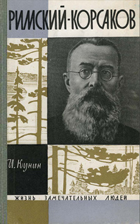 РИМСКИЙ-КОРСАКОВ
И. Кунин
ЖИЗНЬ ЗАМЕЧАТЕЛЬНЫХ ЛЮДЕЙ